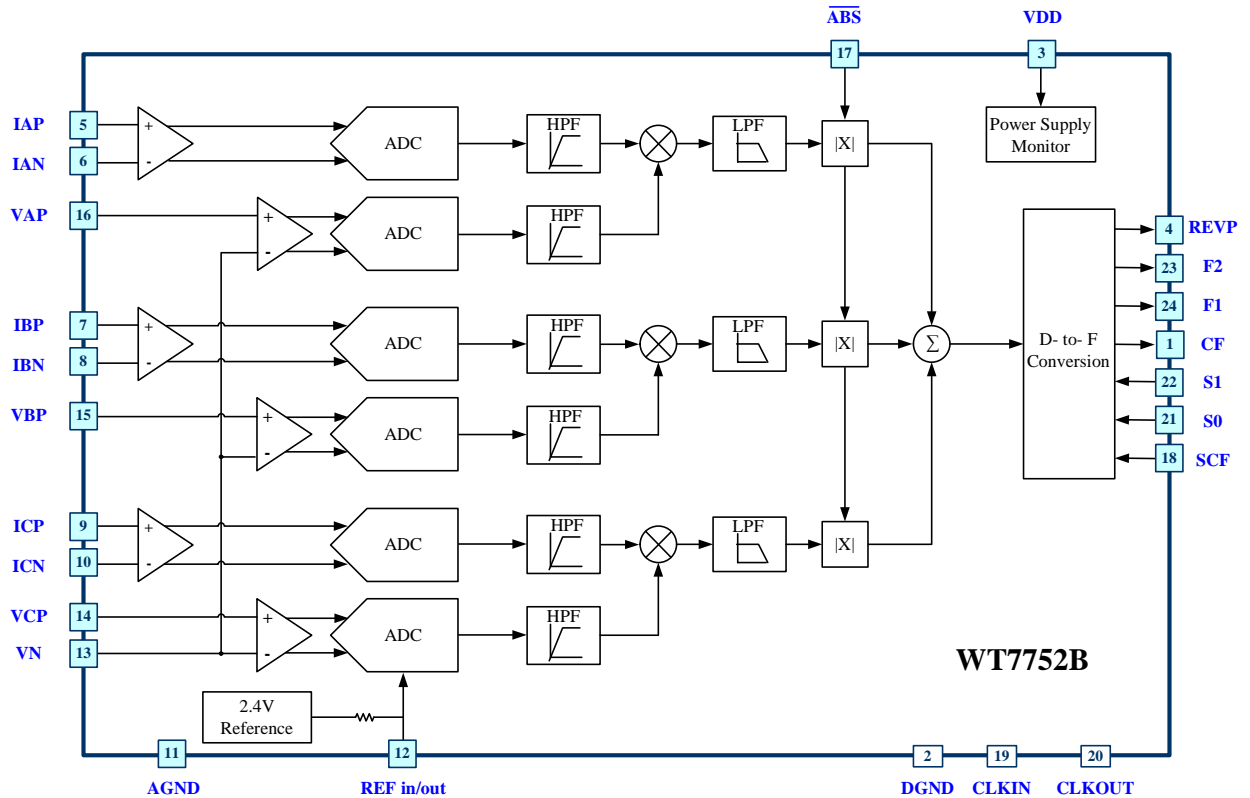 ABS
VDD
17
3
IAP
5
+
ADC
HPF
LPF
|X|
Power Supply
Monitor
IAN
6
-
VAP
16
+
-
ADC
HPF
4
REVP
23
F2
24
F1
IBP
7
+
ADC
HPF
LPF
|X|
Σ
D- to- F
Conversion
1
CF
IBN
8
-
22
S1
VBP
15
+
-
ADC
HPF
21
S0
18
SCF
ICP
9
+
ADC
HPF
LPF
|X|
ICN
10
-
VCP
14
+
ADC
HPF
VN
13
-
WT7752B
2.4V
Reference
11
12
2
19
20
AGND
REF in/out
DGND
CLKIN
CLKOUT